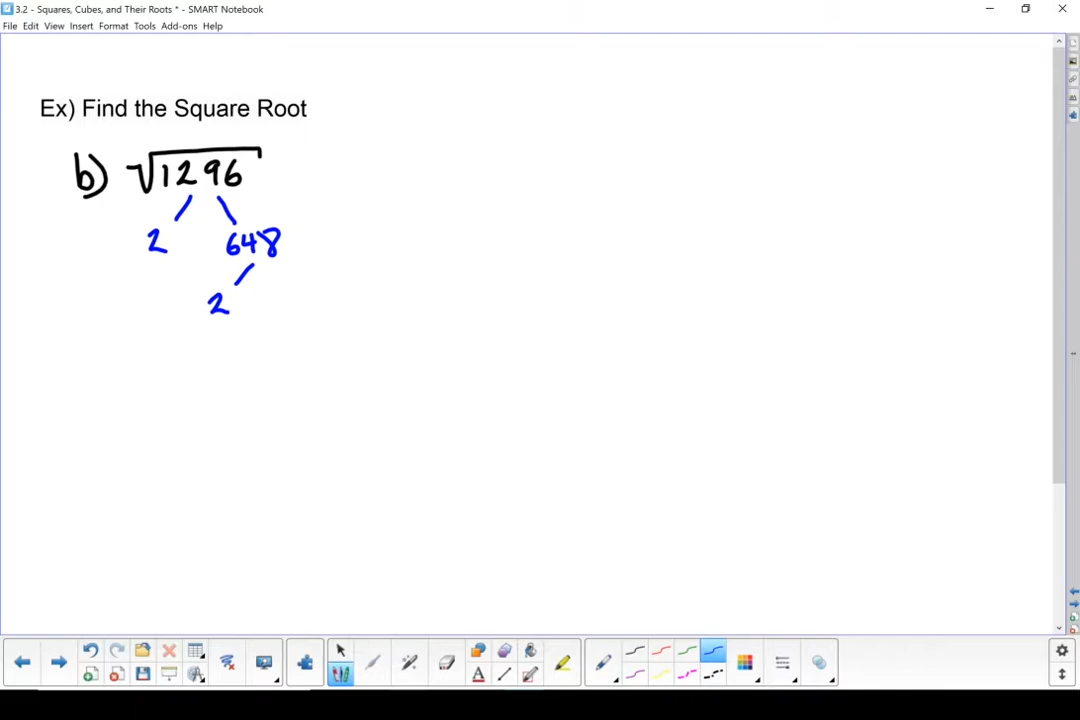 3.2 - Squares, Cubes, and Their Roots * - SMART Notebook
File Edit View Insert Format Tools Add-ons Help
Ex) Find the Square Root
b) √1296
2 648
2